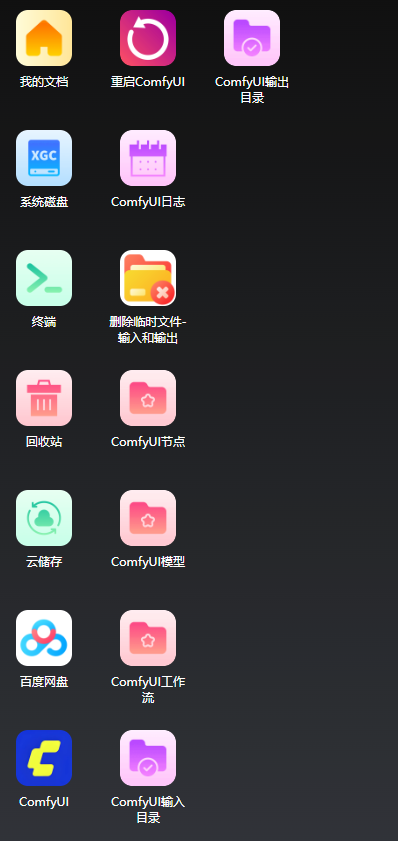 我的文档
重启ComfyUI
ComfyUI输出
目录
XGC
系统磁盘
ComfyUI日志
终端
删除临时文件-
输入和输出
回收站
ComfyUI节点
云储存
ComfyUI模型
百度网盘
ComfyUI工作
流
ComfyUI
ComfyUI输入
目录